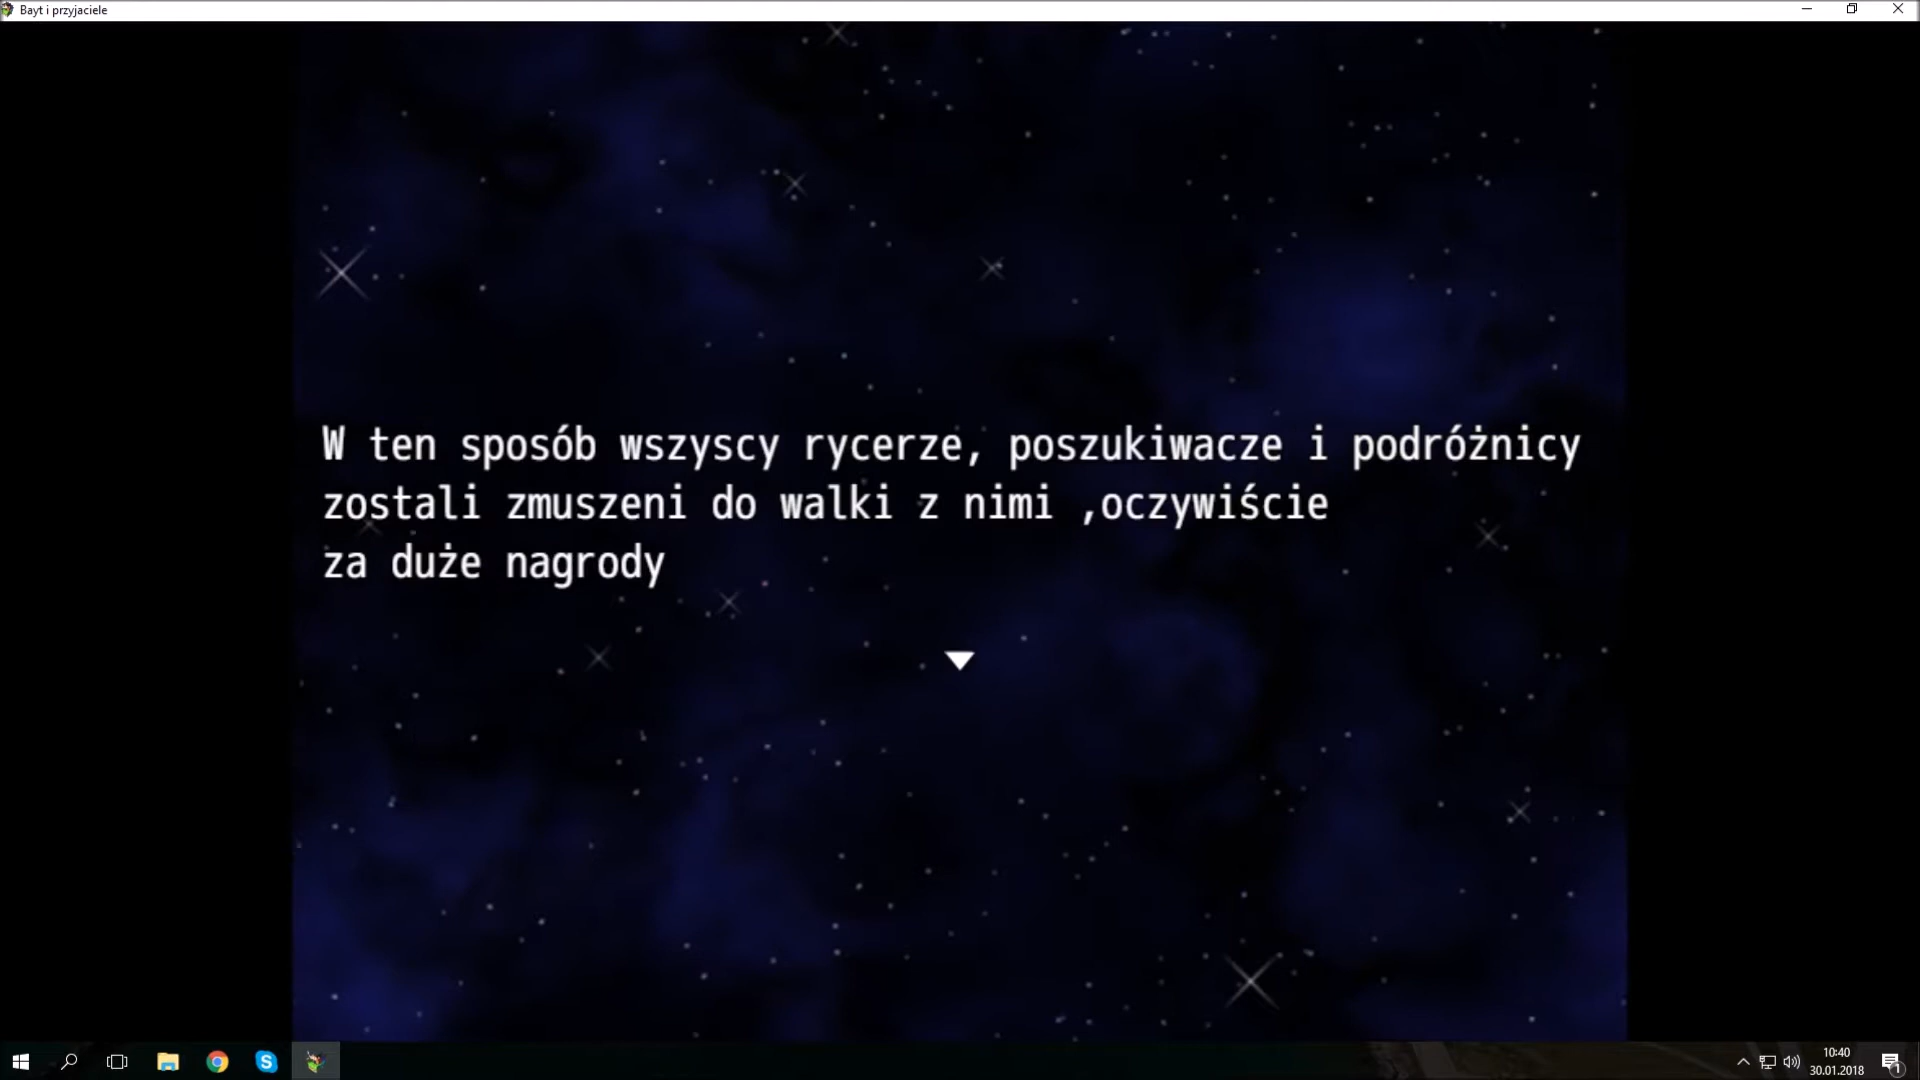 Bayt i przyjaciele
W ten sposób wszyscy rycerze, poszukiwacze i podróżnicy
zostali zmuszeni do walki z nimi ,oczywiście
za duże nagrody
10:40
30.01.2018
1